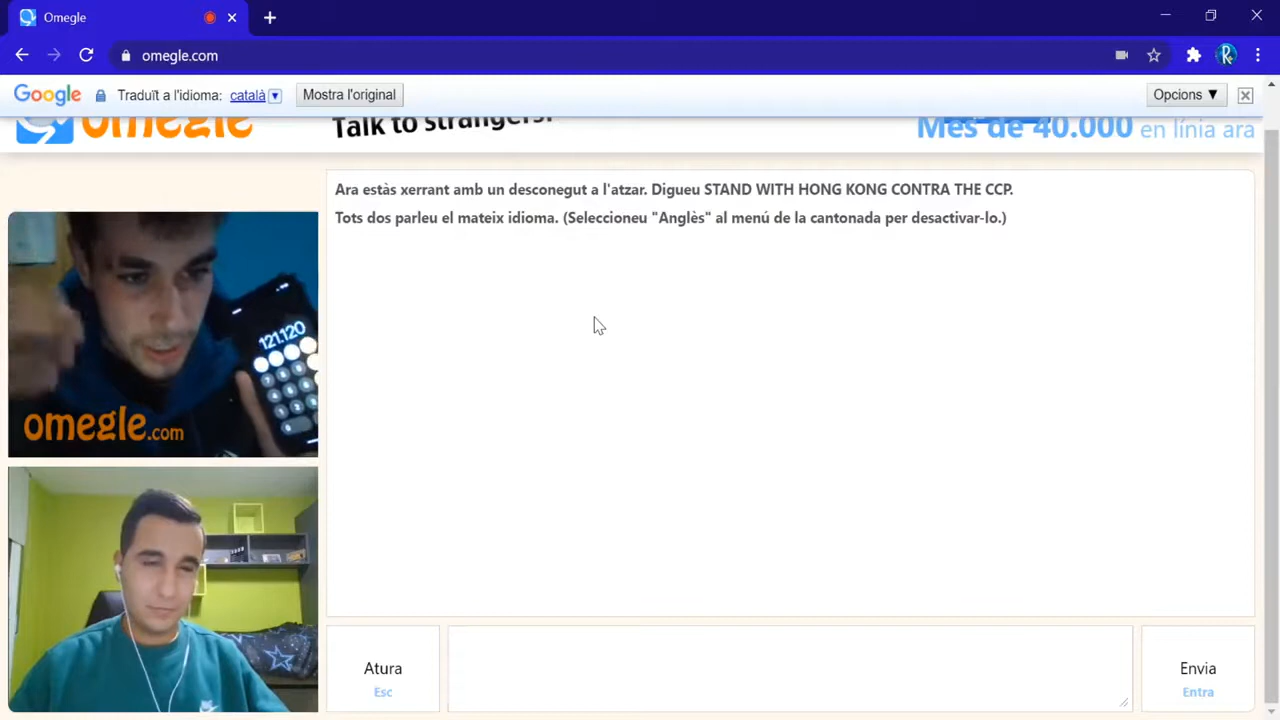 Omegle
omegle.com
Google Traduït a l'idioma: català Mostra l'original Opcions ▼
omegle Talk to strangers! Més de 40.000 en línia ara
Ara estàs xerrant amb un desconegut a l'atzar. Digueu STAND WITH HONG KONG CONTRA THE CCP.
Tots dos parleu el mateix idioma. (Seleccioneu "Anglès" al menú de la cantonada per desactivar-lo.)
121.120
omegle.com
Atura
Esc
Envia
Entra